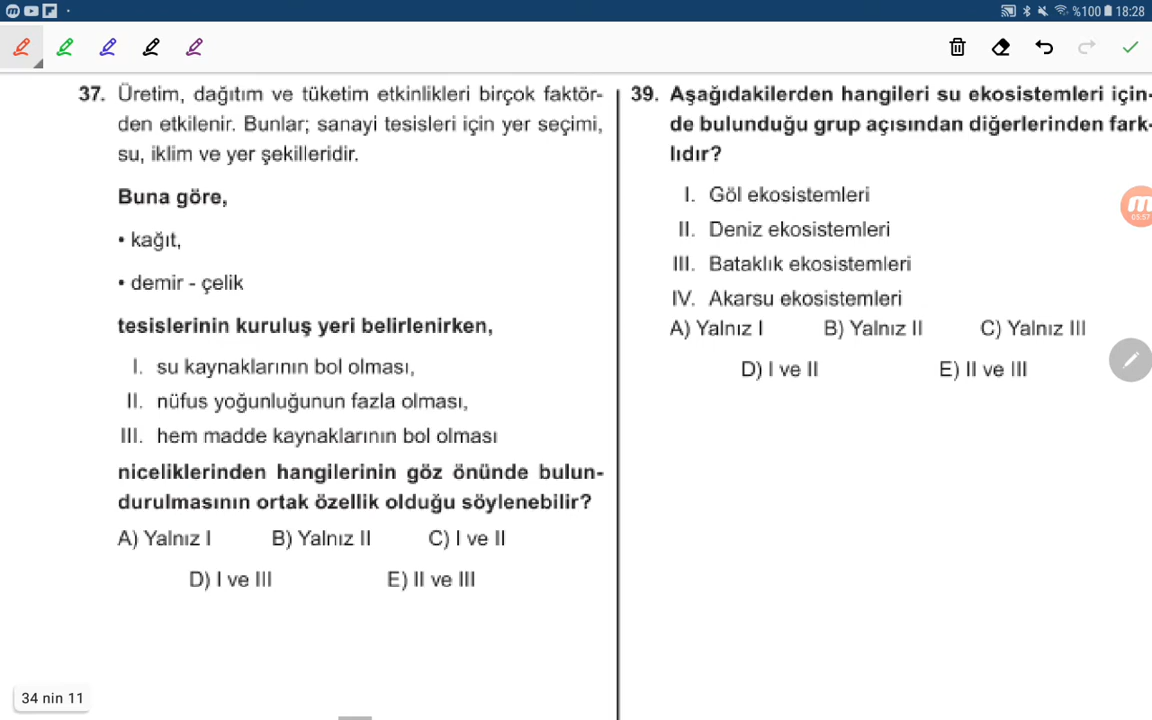 %100 18:28
37. Üretim, dağıtım ve tüketim etkinlikleri birçok faktör-
den etkilenir. Bunlar; sanayi tesisleri için yer seçimi,
su, iklim ve yer şekilleridir.
Buna göre,
• kağıt,
• demir - çelik
tesislerinin kuruluş yeri belirlenirken,
I. su kaynaklarının bol olması,
II. nüfus yoğunluğunun fazla olması,
III. hem madde kaynaklarının bol olması
niceliklerinden hangilerinin göz önünde bulun-
durulmasının ortak özellik olduğu söylenebilir?
A) Yalnız I B) Yalnız II C) I ve II
D) I ve III E) II ve III
39. Aşağıdakilerden hangileri su ekosistemleri için-
de bulunduğu grup açısından diğerlerinden fark-
lıdır?
I. Göl ekosistemleri
II. Deniz ekosistemleri
III. Bataklık ekosistemleri
IV. Akarsu ekosistemleri
A) Yalnız I B) Yalnız II C) Yalnız III
D) I ve II E) II ve III
05:57
34 nin 11